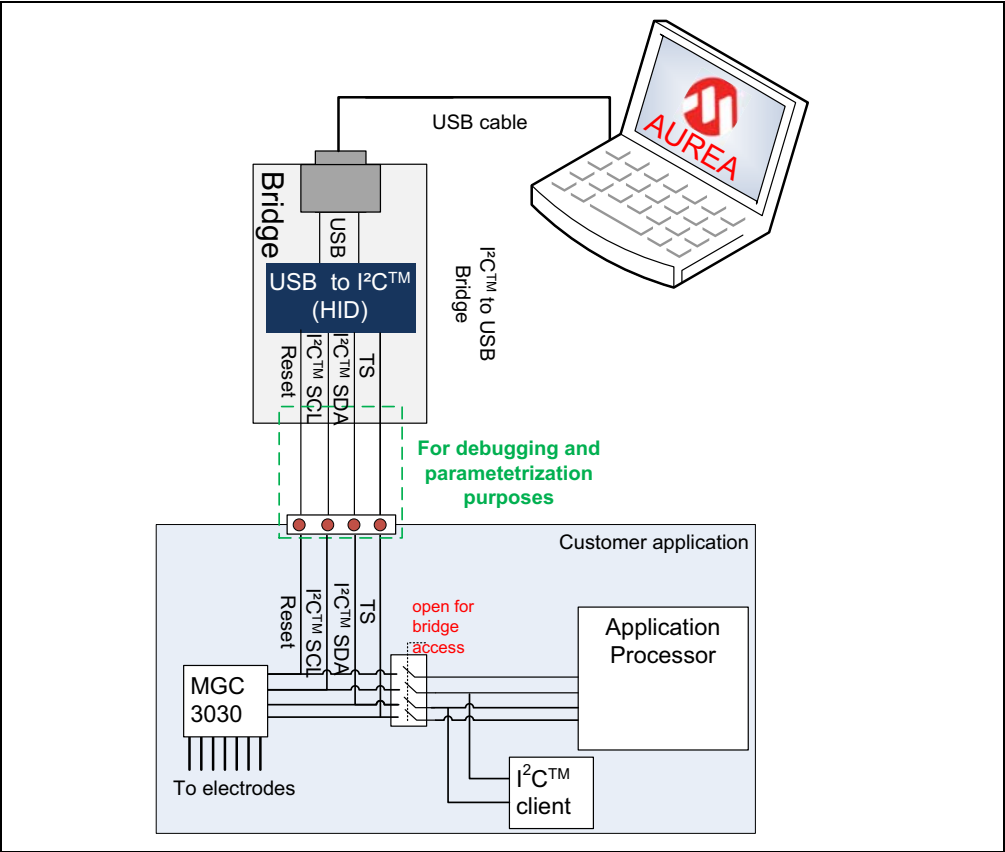 AUREA
USB cable
Bridge
USB
USB to I²C™
(HID)
I²C™ to USB
Bridge
Reset
I²C™ SCL
I²C™ SDA
TS
For debugging and
parametetrization
purposes
Customer application
Reset
I²C™ SCL
I²C™ SDA
TS
open for
bridge
access
Application
Processor
MGC
3030
To electrodes
I²C™
client